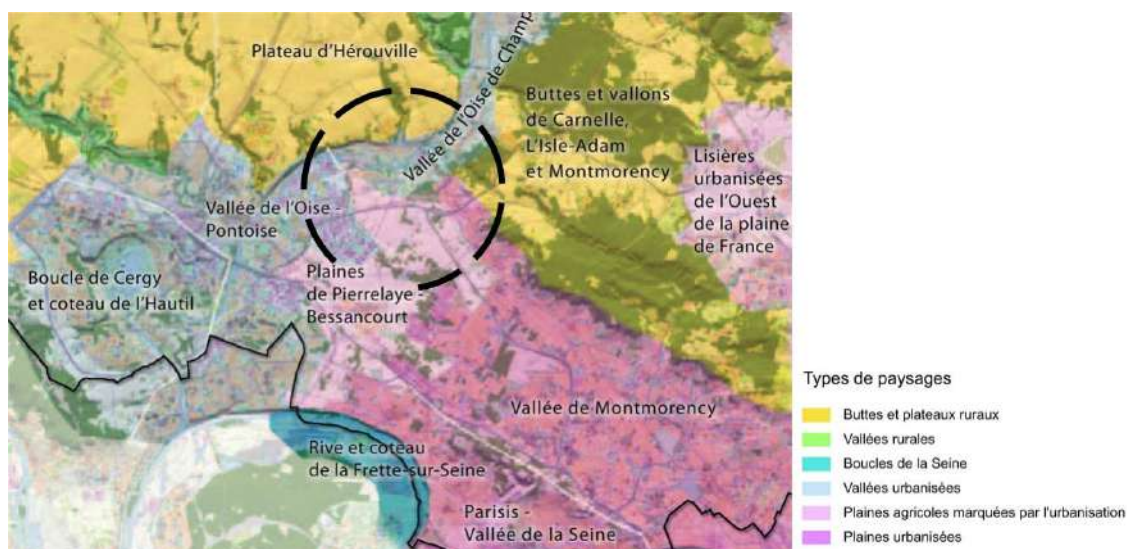 Plateau d'Hérouville
Vallée de l'Oise de Champ
Buttes et vallons
de Carnelle,
L'Isle-Adam
et Montmorency
Lisières
urbanisées
de l'Ouest
de la plaine
de France
Vallée de l'Oise -
Pontoise
Boucle de Cergy
et coteau de l'Hautil
Plaines
de Pierrelaye -
Bessancourt
Vallée de Montmorency
Rive et coteau
de la Frette-sur-Seine
Parisis -
Vallée de la Seine
Types de paysages
Buttes et plateaux ruraux
Vallées rurales
Boucles de la Seine
Vallées urbanisées
Plaines agricoles marquées par l'urbanisation
Plaines urbanisées